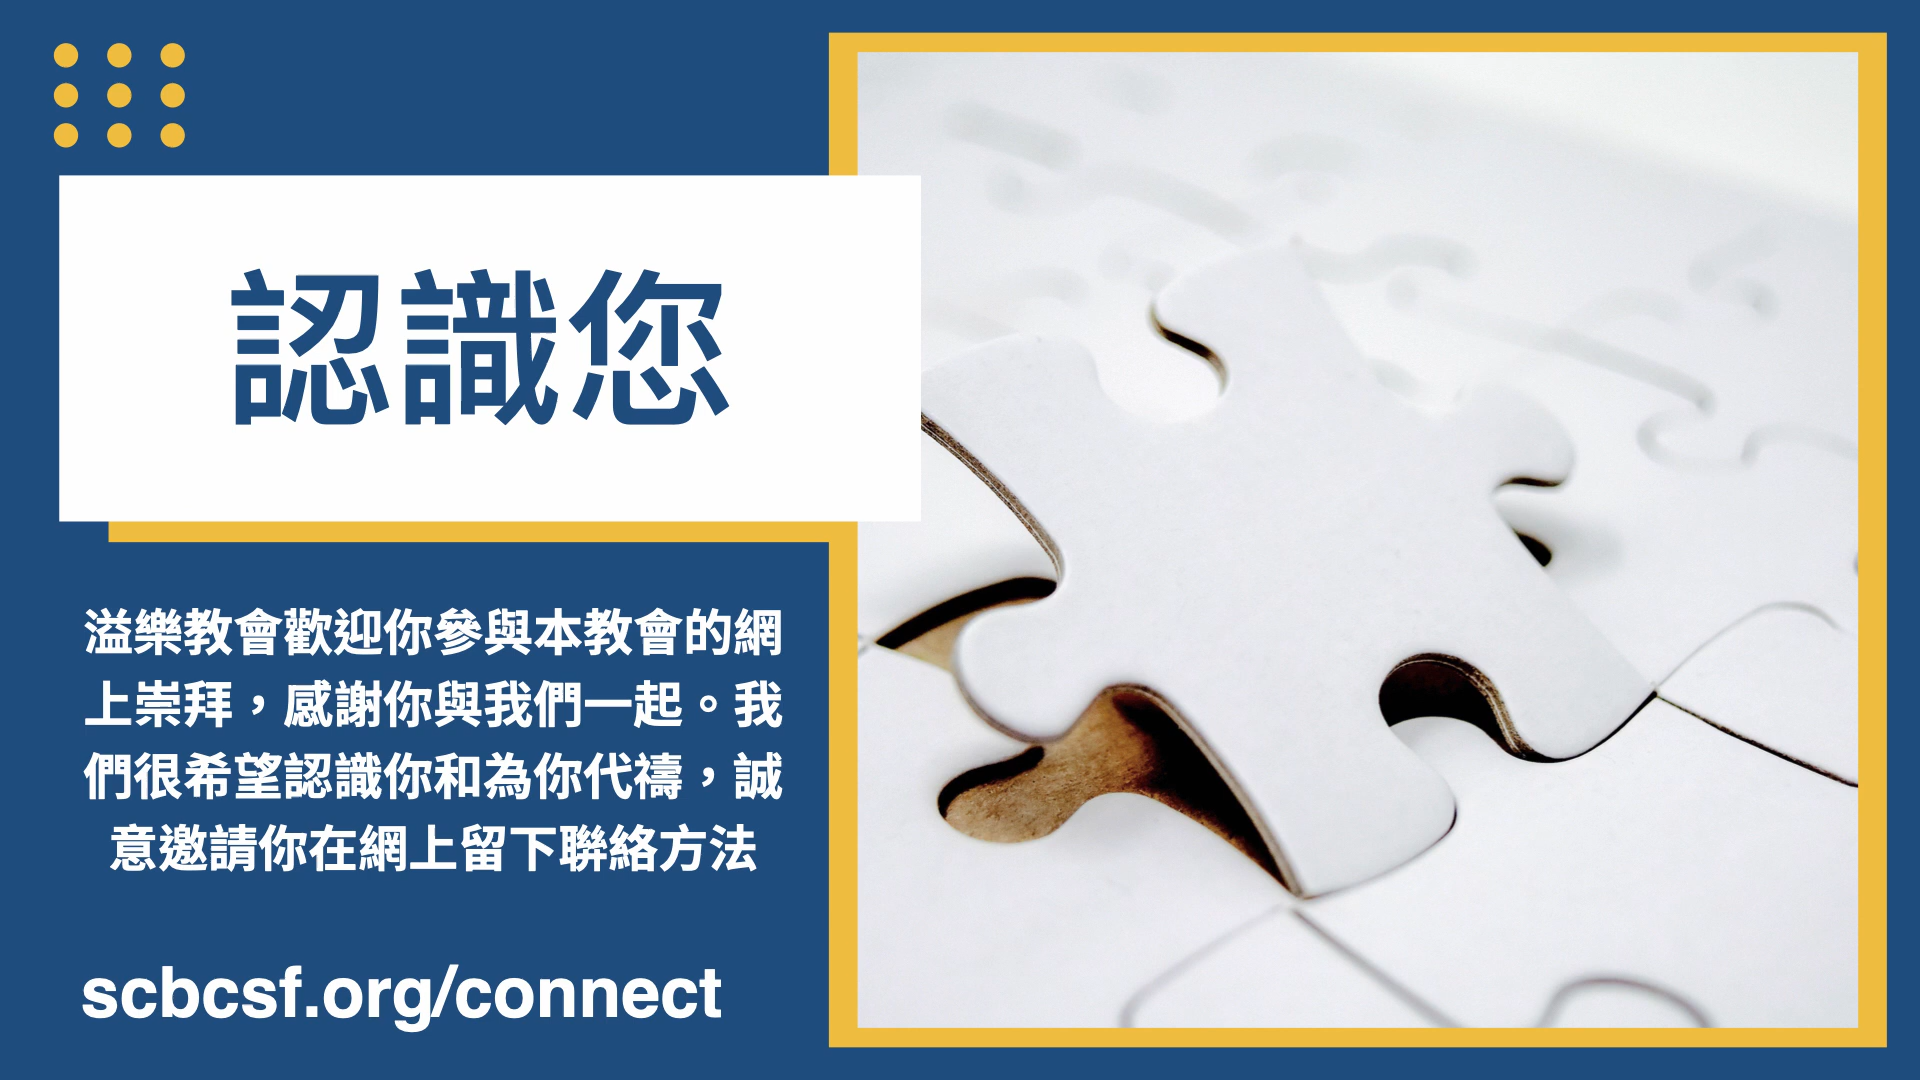 認識您
溢樂教會歡迎你參與本教會的網
上崇拜，感謝你與我們一起。我
們很希望認識你和為你代禱，誠
意邀請你在網上留下聯絡方法
scbcsf.org/connect